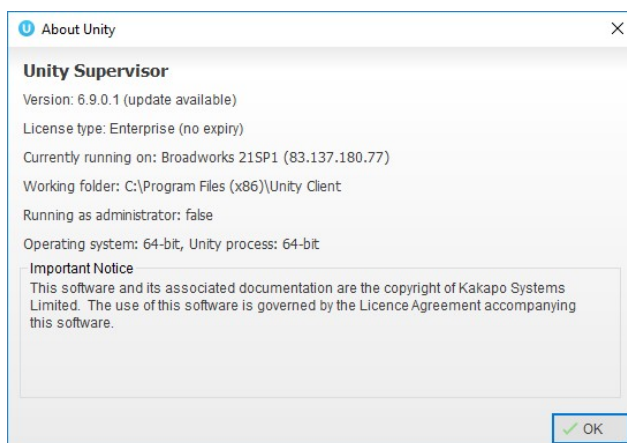 About Unity
Unity Supervisor
Version: 6.9.0.1 (update available)
License type: Enterprise (no expiry)
Currently running on: Broadworks 21SP1 (83.137.180.77)
Working folder: C:\Program Files (x86)\Unity Client
Running as administrator: false
Operating system: 64-bit, Unity process: 64-bit
Important Notice
This software and its associated documentation are the copyright of Kakapo Systems
Limited. The use of this software is governed by the Licence Agreement accompanying
this software.
OK